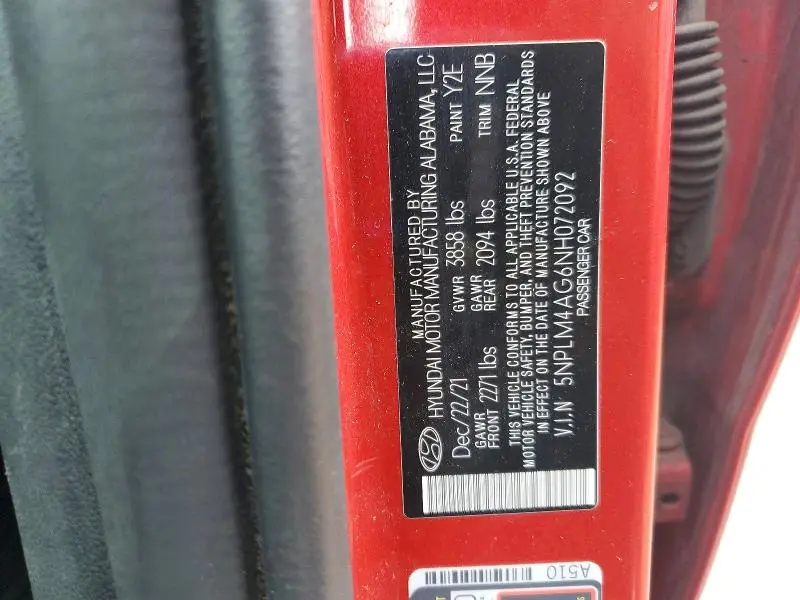 MANUFACTURED BY
HYUNDAI MOTOR MANUFACTURING ALABAMA, LLC
Dec/22/21 GVWR 3858 lbs PAINT Y2E
GAWR FRONT 2271 lbs GAWR REAR 2094 lbs TRIM NNB
THIS VEHICLE CONFORMS TO ALL APPLICABLE U.S.A. FEDERAL
MOTOR VEHICLE SAFETY, BUMPER, AND THEFT PREVENTION STANDARDS
IN EFFECT ON THE DATE OF MANUFACTURE SHOWN ABOVE
V.I.N 5NPLM4AG6NH072092
PASSENGER CAR
A510